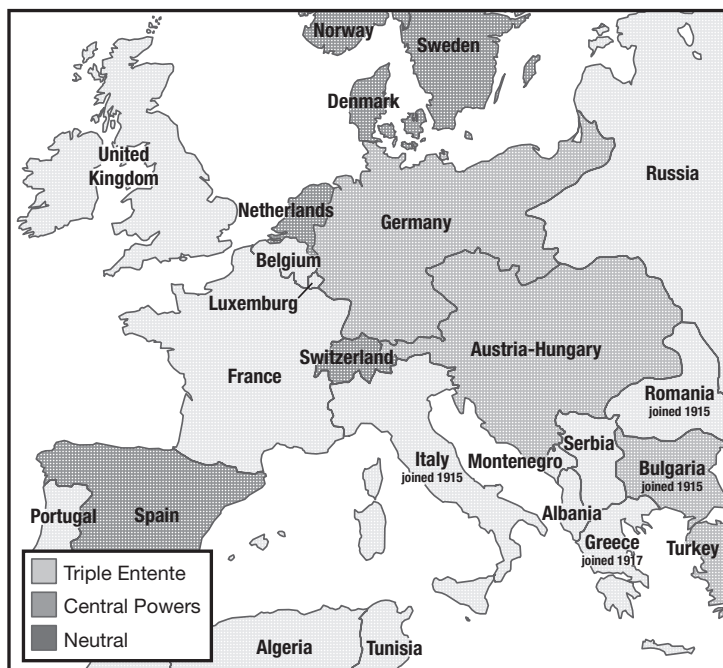 Norway
Sweden
Denmark
United
Kingdom
Russia
Netherlands
Germany
Belgium
Luxemburg
Switzerland
Austria-Hungary
France
Romania
joined 1915
Serbia
Italy
joined 1915
Montenegro
Bulgaria
joined 1915
Portugal
Spain
Albania
Greece
joined 1917
Turkey
Triple Entente
Central Powers
Neutral
Algeria
Tunisia